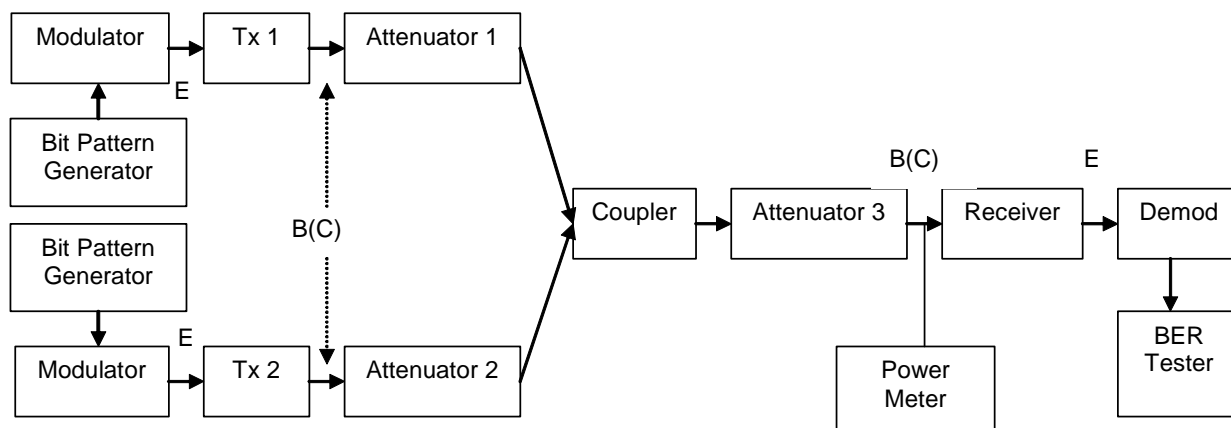 Modulator
Tx 1
Attenuator 1
E
Bit Pattern
Generator
B(C)
E
B(C)
Coupler
Attenuator 3
Receiver
Demod
Bit Pattern
Generator
E
BER
Tester
Modulator
Tx 2
Attenuator 2
Power
Meter